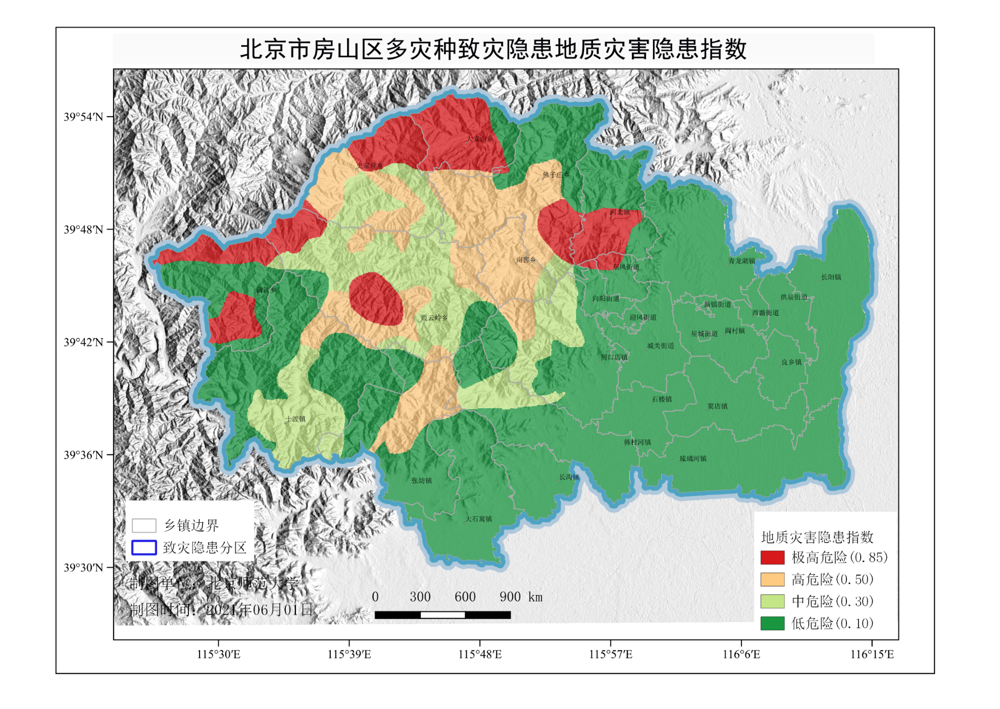 北京市房山区多灾种致灾隐患地质灾害隐患指数
39°54′N
39°48′N
39°42′N
39°36′N
39°30′N
大安山乡
史家营乡
佛子庄乡
河北镇
南窖乡
东风街道
青龙湖镇
长阳镇
蒲洼乡
向阳街道
新镇街道
拱辰街道
西潞街道
霞云岭乡
迎风街道
星城街道
阎村镇
城关街道
周口店镇
良乡镇
石楼镇
窦店镇
十渡镇
韩村河镇
琉璃河镇
张坊镇
长沟镇
大石窝镇
乡镇边界
致灾隐患分区
制图单位：北京师范大学
制图时间：2021年06月01日
0 300 600 900 km
地质灾害隐患指数
极高危险(0.85)
高危险(0.50)
中危险(0.30)
低危险(0.10)
115°30′E 115°39′E 115°48′E 115°57′E 116°6′E 116°15′E